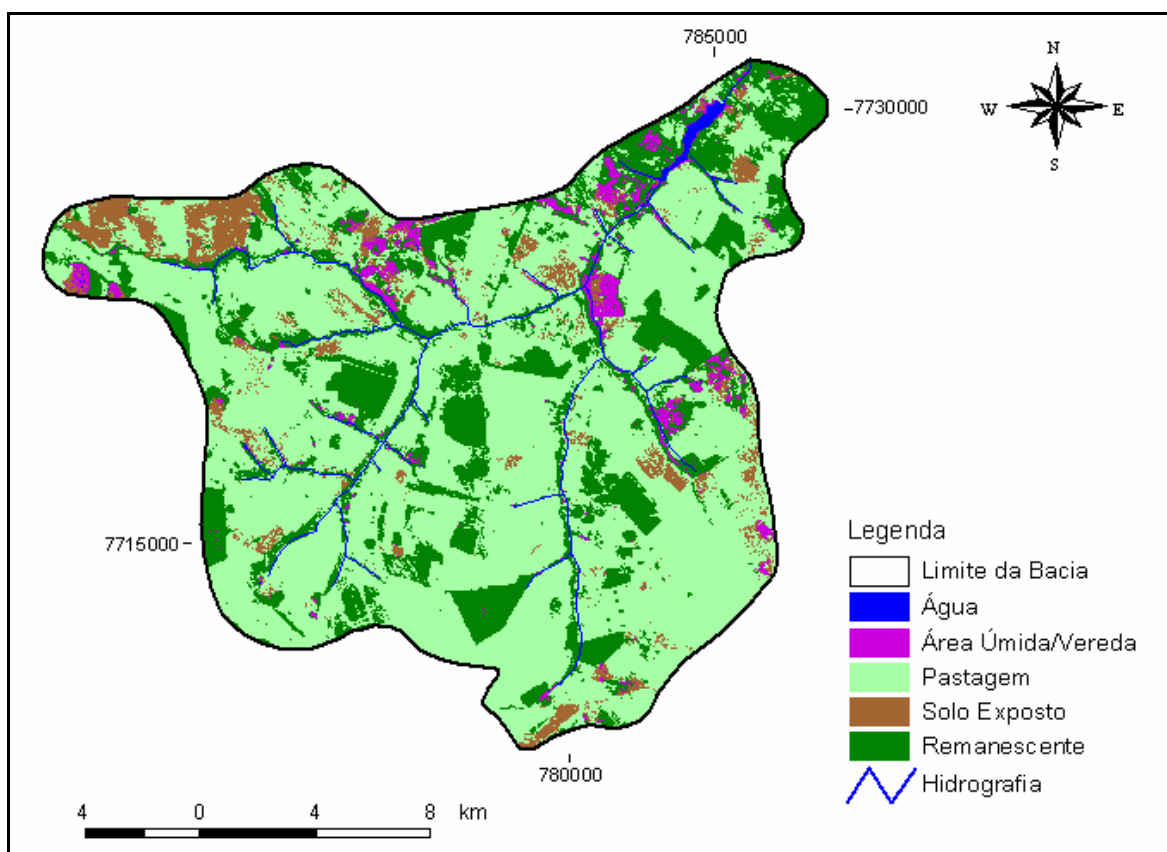 785000
N
7730000
W
E
S
7715000
Legenda
Limite da Bacia
Água
Área Úmida/Vereda
Pastagem
Solo Exposto
Remanescente
Hidrografia
780000
4 0 4 8 km